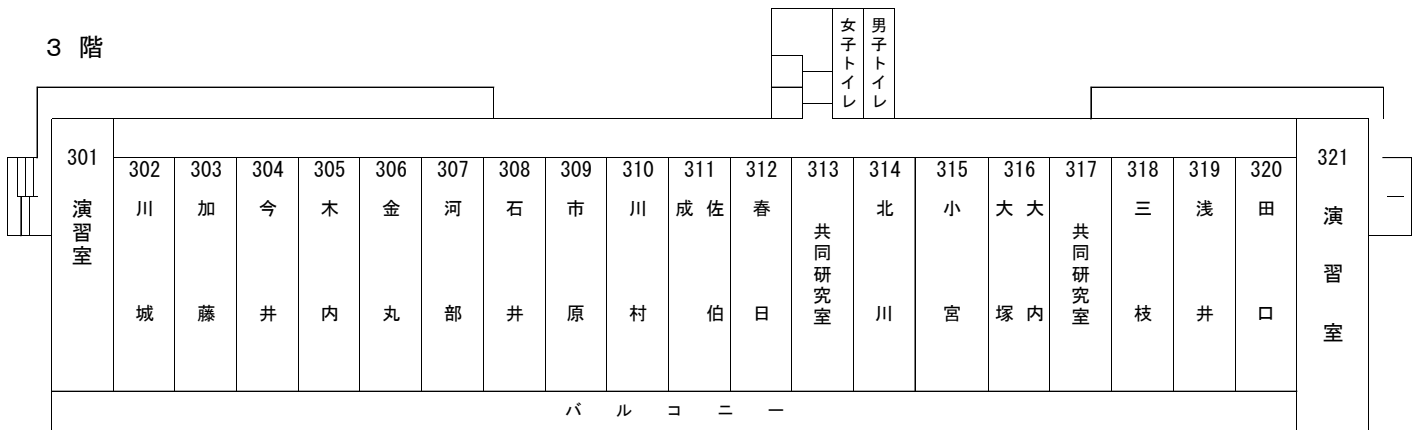 3 階
女子トイレ
男子トイレ
301
演習室
302
川城
303
加藤
304
今井
305
木内
306
金丸
307
河部
308
石井
309
市原
310
川村
311
成
佐伯
312
春日
313
共同研究室
314
北川
315
小宮
316
大塚
大内
317
共同研究室
318
三枝
319
浅井
320
田口
321
演習室
バルコニー